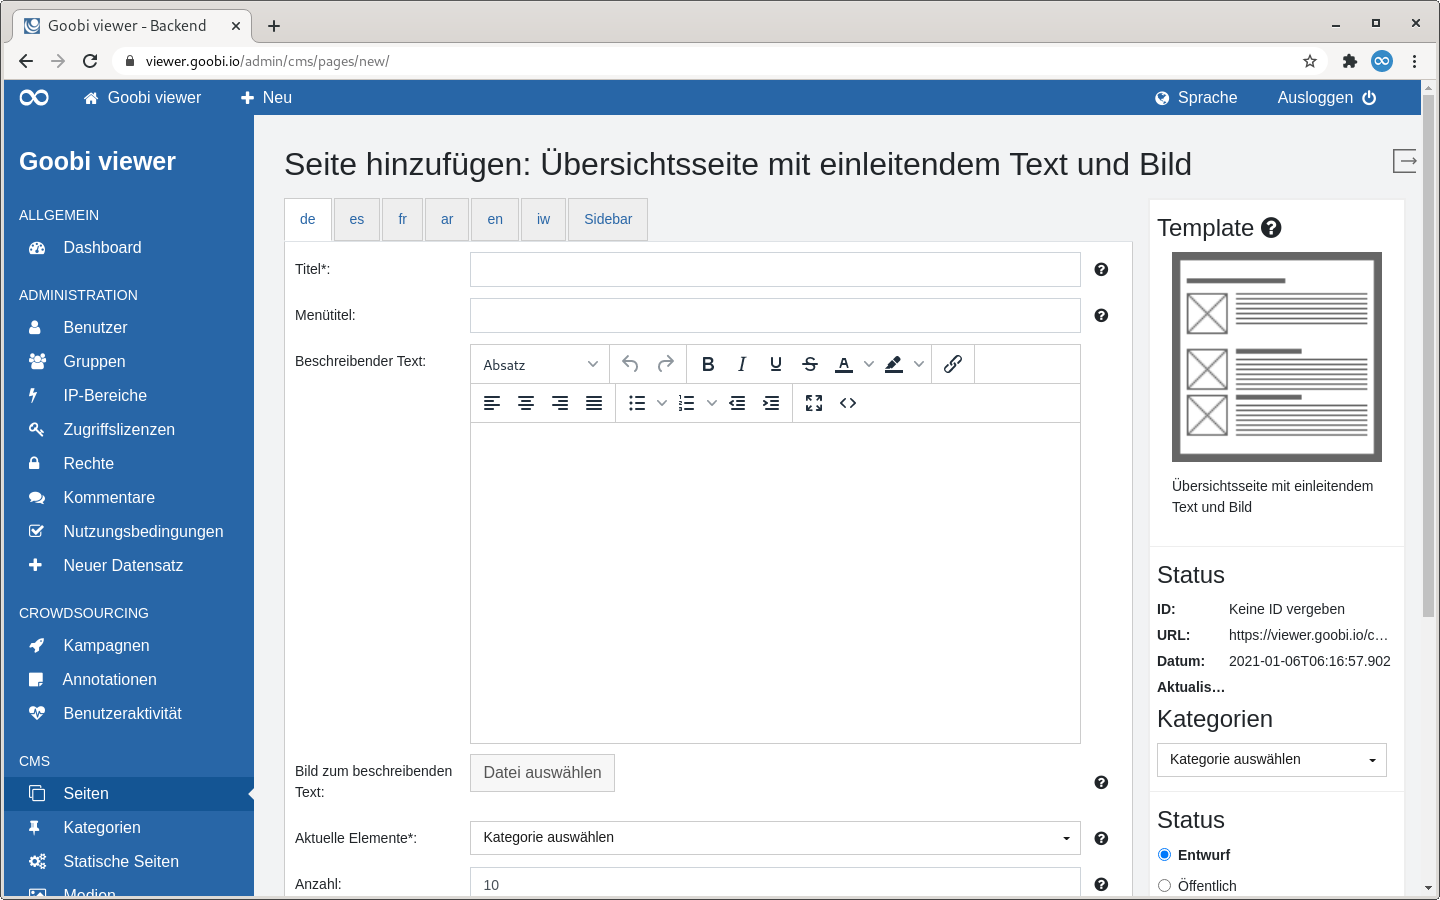 Goobi viewer - Backend
viewer.goobi.io/admin/cms/pages/new/
Goobi viewer
Neu
Sprache
Ausloggen
Goobi viewer
ALLGEMEIN
Dashboard
ADMINISTRATION
Benutzer
Gruppen
IP-Bereiche
Zugriffslizenzen
Rechte
Kommentare
Nutzungsbedingungen
Neuer Datensatz
CROWDSOURCING
Kampagnen
Annotationen
Benutzeraktivität
CMS
Seiten
Kategorien
Statische Seiten
Medien
Seite hinzufügen: Übersichtsseite mit einleitendem Text und Bild
de es fr ar en iw Sidebar
Titel*:
Menütitel:
Beschreibender Text:
Absatz
Bild zum beschreibenden
Text:
Datei auswählen
Aktuelle Elemente*:
Kategorie auswählen
Anzahl:
10
Template
Übersichtsseite mit einleitendem
Text und Bild
Status
ID: Keine ID vergeben
URL: https://viewer.goobi.io/c…
Datum: 2021-01-06T06:16:57.902
Aktualis…
Kategorien
Kategorie auswählen
Status
Entwurf
Öffentlich